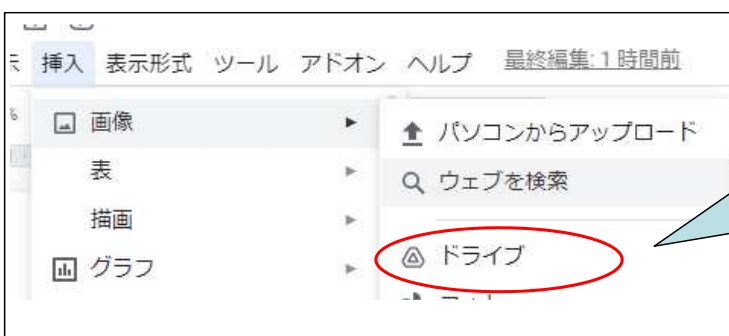 挿入 表示形式 ツール アドオン ヘルプ 最終編集: 1 時間前
画像
表
描画
グラフ
パソコンからアップロード
ウェブを検索
ドライブ